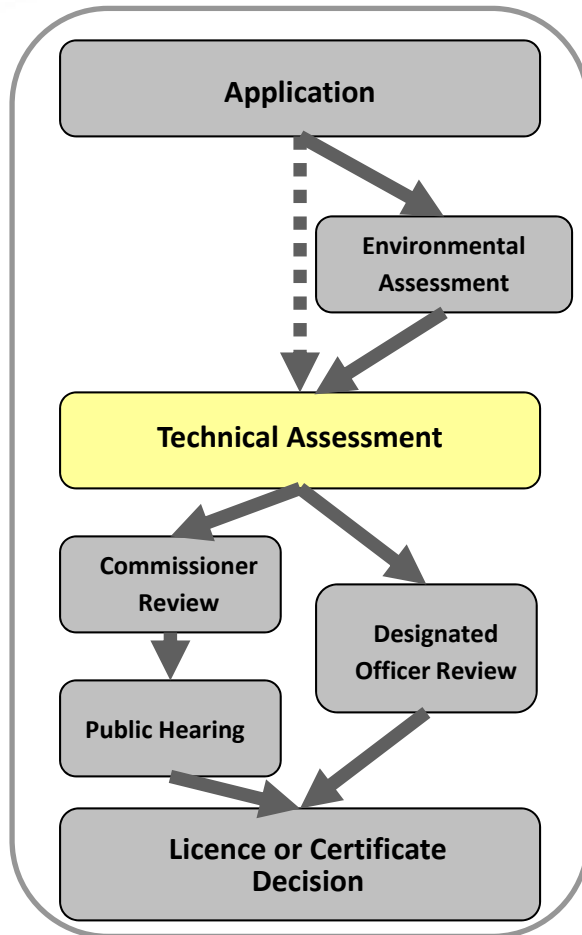 Application
Environmental
Assessment
Technical Assessment
Commissioner
Review
Designated
Officer Review
Public Hearing
Licence or Certificate
Decision